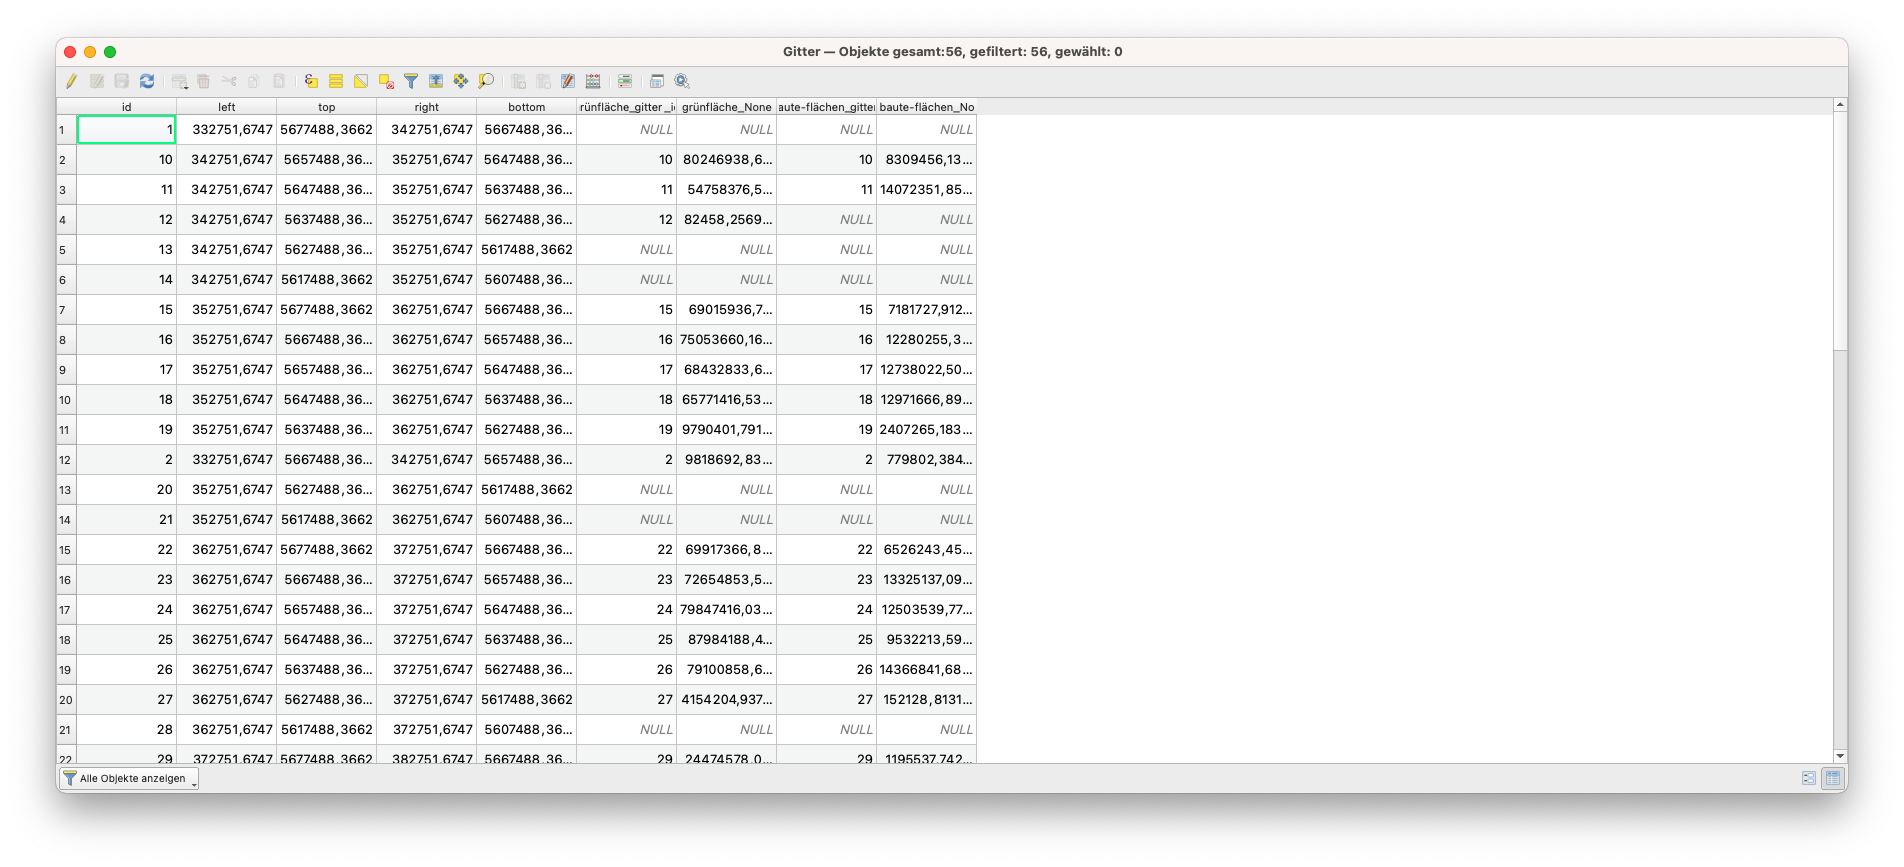 Gitter — Objekte gesamt:56, gefiltert: 56, gewählt: 0
id left top right bottom rünfläche_gitter_i grünfläche_None aute-flächen_gitter baute-flächen_No
1 1 332751,6747 5677488,3662 342751,6747 5667488,36... NULL NULL NULL NULL
2 10 342751,6747 5657488,36... 352751,6747 5647488,36... 10 80246938,6... 10 8309456,13...
3 11 342751,6747 5647488,36... 352751,6747 5637488,36... 11 54758376,5... 11 14072351,85...
4 12 342751,6747 5637488,36... 352751,6747 5627488,36... 12 82458,2569... NULL NULL
5 13 342751,6747 5627488,36... 352751,6747 5617488,3662 NULL NULL NULL NULL
6 14 342751,6747 5617488,3662 352751,6747 5607488,36... NULL NULL NULL NULL
7 15 352751,6747 5677488,3662 362751,6747 5667488,36... 15 69015936,7... 15 7181727,912...
8 16 352751,6747 5667488,36... 362751,6747 5657488,36... 16 75053660,16... 16 12280255,3...
9 17 352751,6747 5657488,36... 362751,6747 5647488,36... 17 68432833,6... 17 12738022,50...
10 18 352751,6747 5647488,36... 362751,6747 5637488,36... 18 65771416,53... 18 12971666,89...
11 19 352751,6747 5637488,36... 362751,6747 5627488,36... 19 9790401,791... 19 2407265,183...
12 2 332751,6747 5667488,36... 342751,6747 5657488,36... 2 9818692,83... 2 779802,384...
13 20 352751,6747 5627488,36... 362751,6747 5617488,3662 NULL NULL NULL NULL
14 21 352751,6747 5617488,3662 362751,6747 5607488,36... NULL NULL NULL NULL
15 22 362751,6747 5677488,3662 372751,6747 5667488,36... 22 69917366,8... 22 6526243,45...
16 23 362751,6747 5667488,36... 372751,6747 5657488,36... 23 72654853,5... 23 13325137,09...
17 24 362751,6747 5657488,36... 372751,6747 5647488,36... 24 79847416,03... 24 12503539,77...
18 25 362751,6747 5647488,36... 372751,6747 5637488,36... 25 87984188,4... 25 9532213,59...
19 26 362751,6747 5637488,36... 372751,6747 5627488,36... 26 79100858,6... 26 14366841,68...
20 27 362751,6747 5627488,36... 372751,6747 5617488,3662 27 4154204,937... 27 152128,8131...
21 28 362751,6747 5617488,3662 372751,6747 5607488,36... NULL NULL NULL NULL
22 29 372751,6747 5677488,3662 382751,6747 5667488,36... 29 24474578,0... 29 1195537,742...
Alle Objekte anzeigen